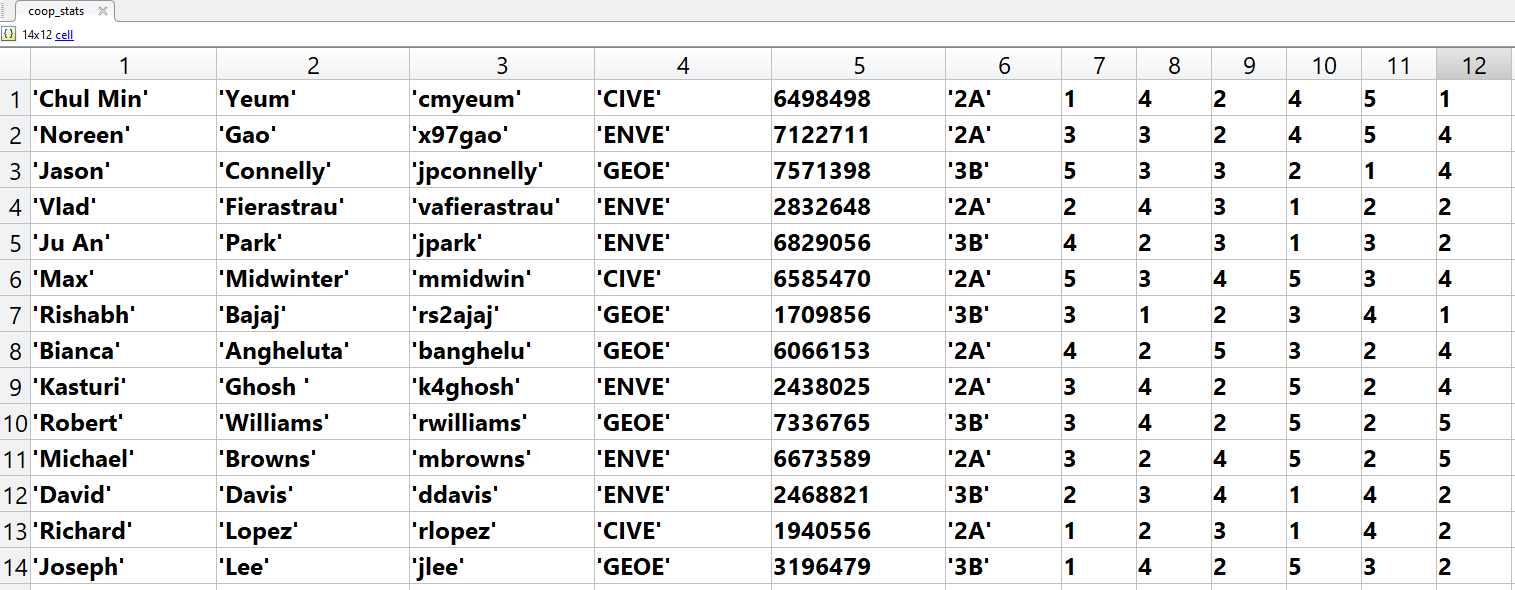 coop_stats
{} 14x12 cell
1 2 3 4 5 6 7 8 9 10 11 12
1 'Chul Min' 'Yeum' 'cmyeum' 'CIVE' 6498498 '2A' 1 4 2 4 5 1
2 'Noreen' 'Gao' 'x97gao' 'ENVE' 7122711 '2A' 3 3 2 4 5 4
3 'Jason' 'Connelly' 'jpconnelly' 'GEOE' 7571398 '3B' 5 3 3 2 1 4
4 'Vlad' 'Fierastrau' 'vafierastrau' 'ENVE' 2832648 '2A' 2 4 3 1 2 2
5 'Ju An' 'Park' 'jpark' 'ENVE' 6829056 '3B' 4 2 3 1 3 2
6 'Max' 'Midwinter' 'mmidwin' 'CIVE' 6585470 '2A' 5 3 4 5 3 4
7 'Rishabh' 'Bajaj' 'rs2ajaj' 'GEOE' 1709856 '3B' 3 1 2 3 4 1
8 'Bianca' 'Angheluta' 'banghelu' 'GEOE' 6066153 '2A' 4 2 5 3 2 4
9 'Kasturi' 'Ghosh ' 'k4ghosh' 'ENVE' 2438025 '2A' 3 4 2 5 2 4
10 'Robert' 'Williams' 'rwilliams' 'GEOE' 7336765 '3B' 3 4 2 5 2 5
11 'Michael' 'Browns' 'mbrowns' 'ENVE' 6673589 '2A' 3 2 4 5 2 5
12 'David' 'Davis' 'ddavis' 'ENVE' 2468821 '3B' 2 3 4 1 4 2
13 'Richard' 'Lopez' 'rlopez' 'CIVE' 1940556 '2A' 1 2 3 1 4 2
14 'Joseph' 'Lee' 'jlee' 'GEOE' 3196479 '3B' 1 4 2 5 3 2